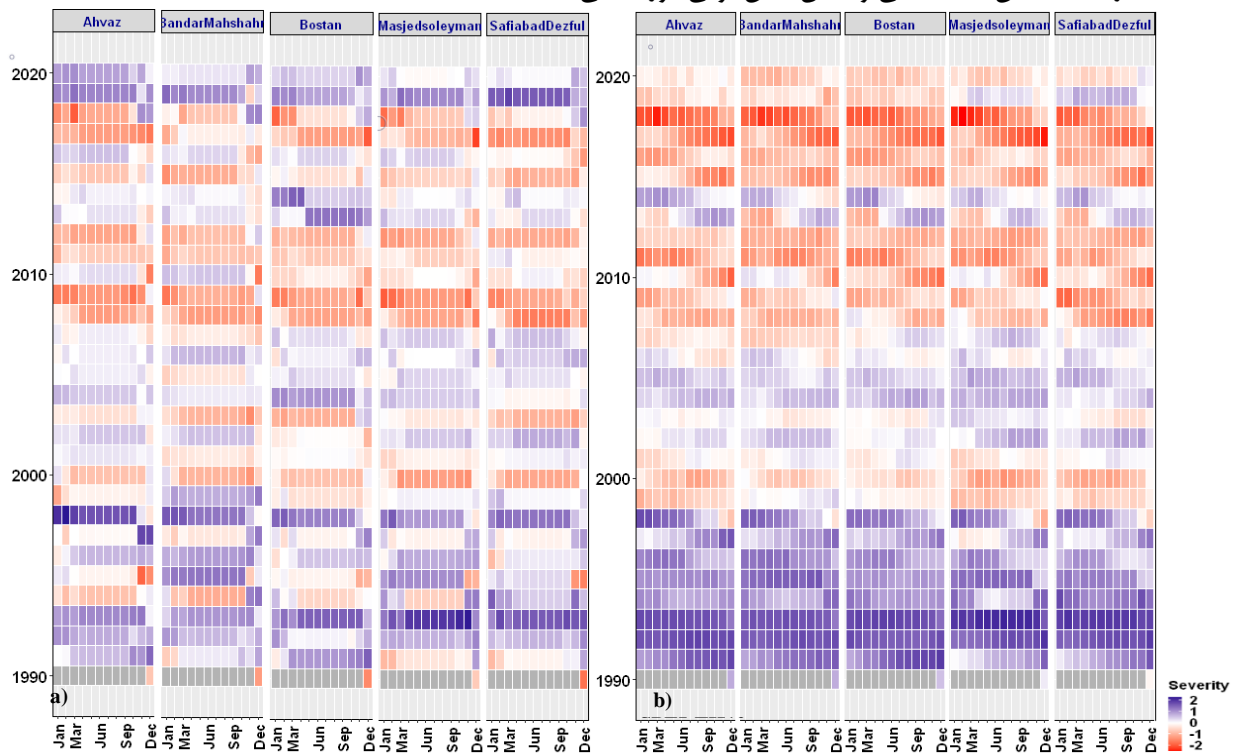 Ahvaz
BandarMahshahr
Bostan
Masjedsoleyman
SafiabadDezful
2020
2010
2000
1990
a)
Jan
Mar
Jun
Sep
Dec
Jan
Mar
Jun
Sep
Dec
Jan
Mar
Jun
Sep
Dec
Jan
Mar
Jun
Sep
Dec
Jan
Mar
Jun
Sep
Dec
Ahvaz
BandarMahshahr
Bostan
Masjedsoleyman
SafiabadDezful
2020
2010
2000
1990
b)
Jan
Mar
Jun
Sep
Dec
Jan
Mar
Jun
Sep
Dec
Jan
Mar
Jun
Sep
Dec
Jan
Mar
Jun
Sep
Dec
Jan
Mar
Jun
Sep
Dec
Severity
2
1
0
-1
-2